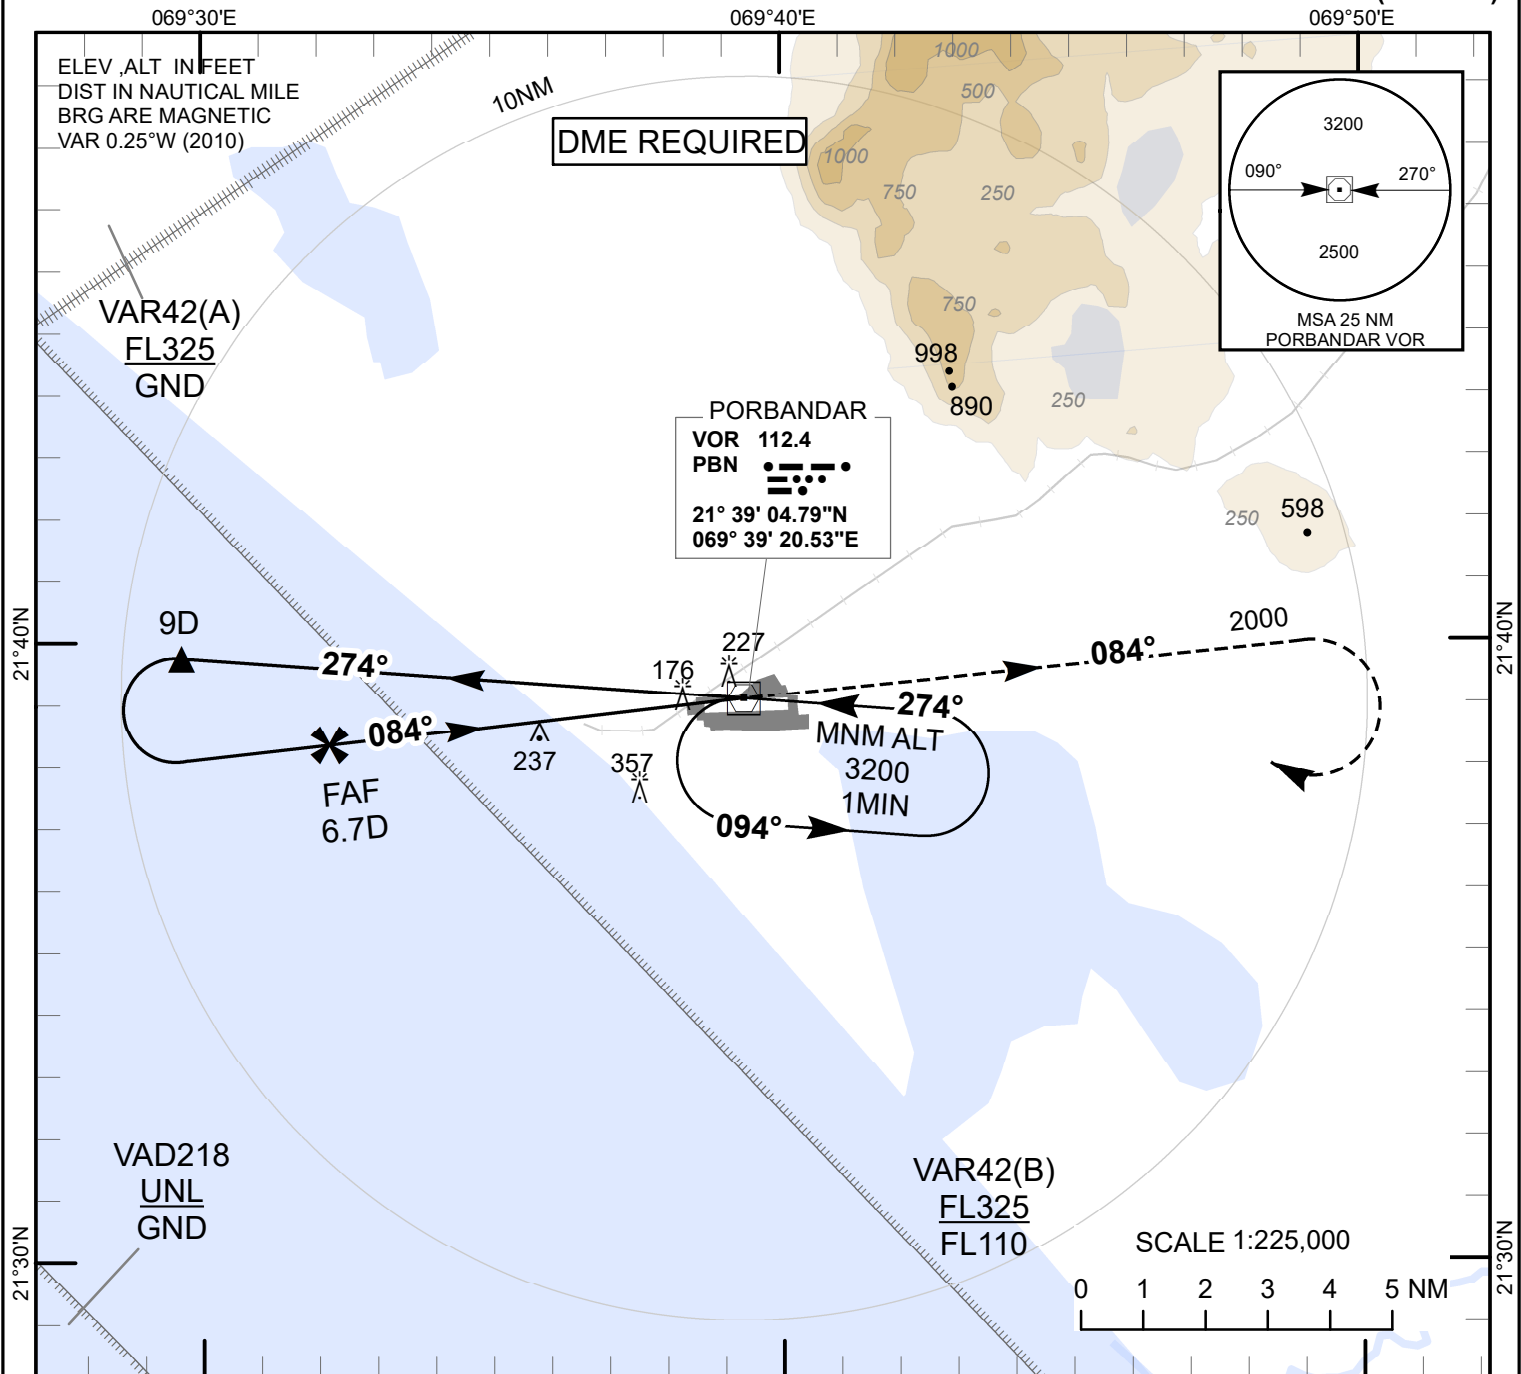 069°30'E
069°40'E
069°50'E
ELEV ,ALT IN FEET
DIST IN NAUTICAL MILE
BRG ARE MAGNETIC
VAR 0.25°W (2010)
10NM
DME REQUIRED
1000
500
1000
750
250
750
250
250
998
890
598
3200
090°
270°
2500
MSA 25 NM
PORBANDAR VOR
VAR42(A)
FL325
GND
PORBANDAR
VOR 112.4
PBN
21° 39' 04.79"N
069° 39' 20.53"E
21°40'N
21°40'N
9D
274°
084°
FAF
6.7D
237
176
227
357
2000
084°
274°
MNM ALT
3200
1MIN
094°
VAD218
UNL
GND
VAR42(B)
FL325
FL110
21°30'N
21°30'N
SCALE 1:225,000
0 1 2 3 4 5 NM